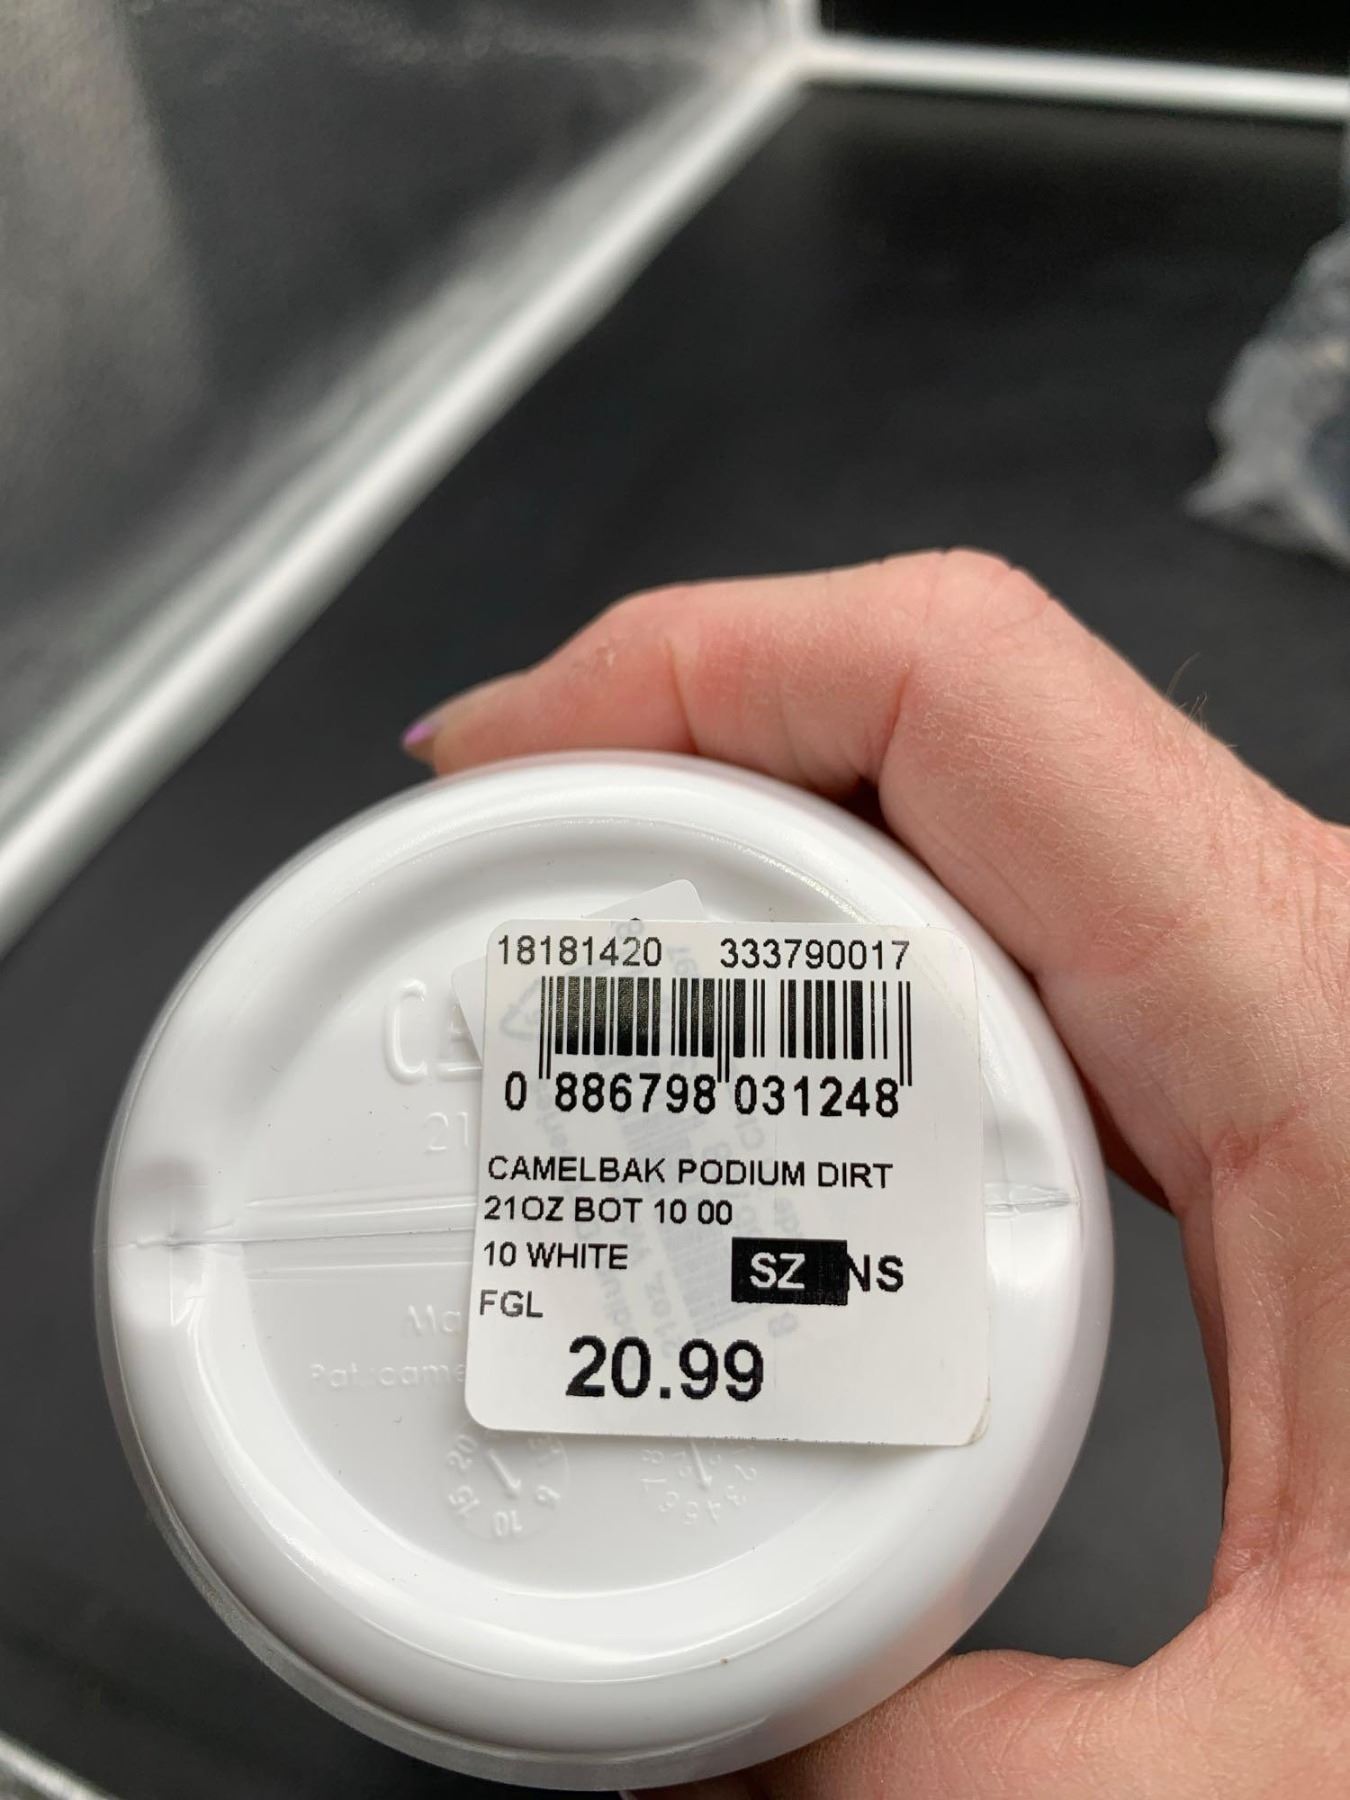 18181420 333790017
0 886798 031248
CAMELBAK PODIUM DIRT
21OZ BOT 10 00
10 WHITE SZ NS
FGL
20.99